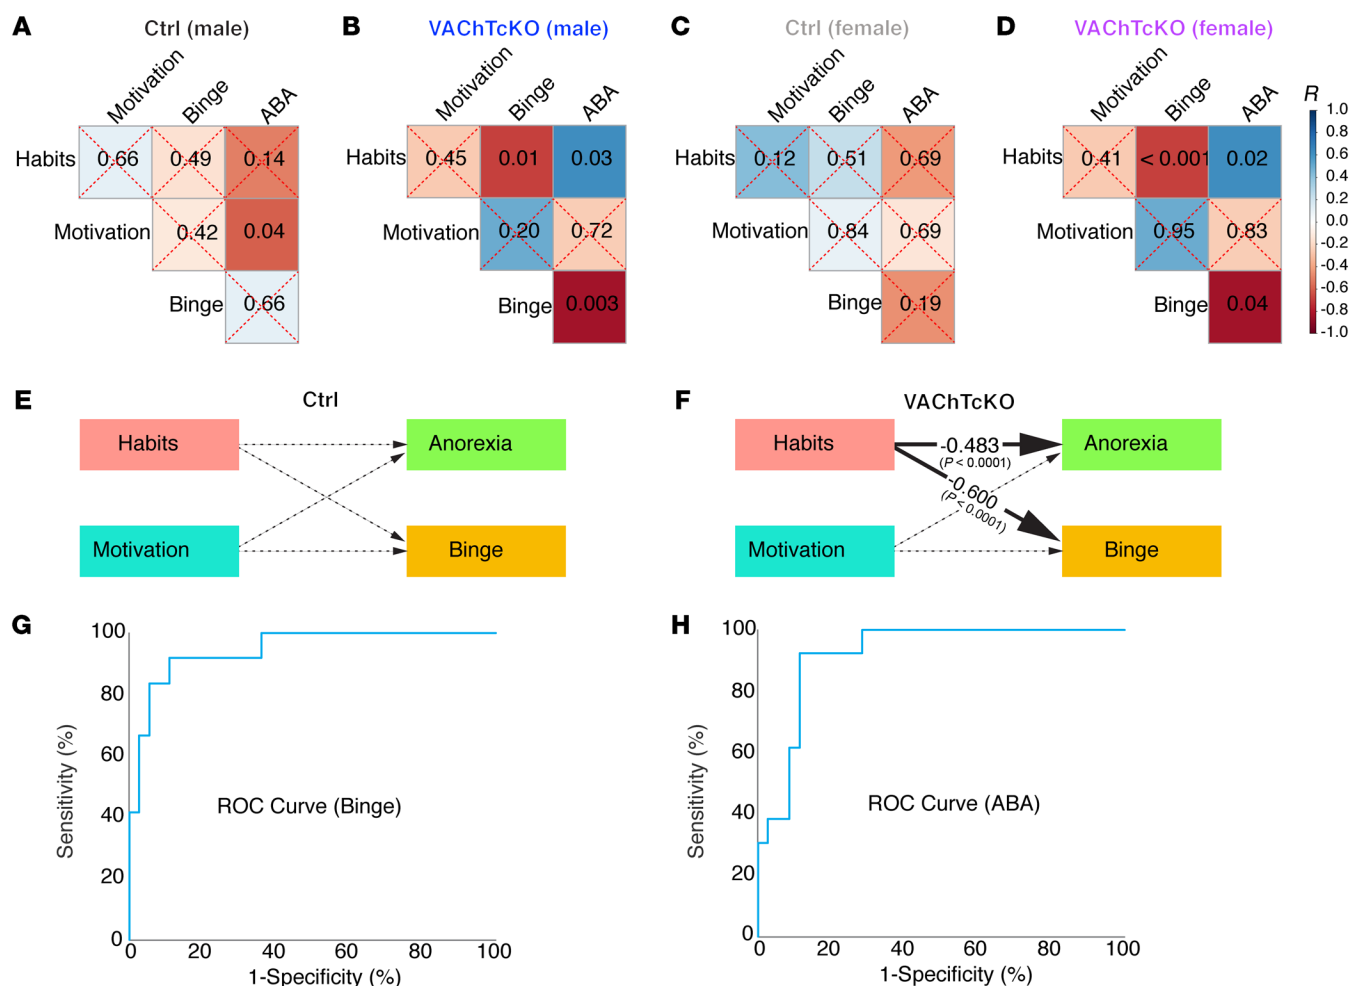 A
Ctrl (male)
Motivation
Binge
ABA
Habits
0.66
0.49
0.14
Motivation
0.42
0.04
Binge
0.66
B
VAChTcKO (male)
Motivation
Binge
ABA
Habits
0.45
0.01
0.03
Motivation
0.20
0.72
Binge
0.003
C
Ctrl (female)
Motivation
Binge
ABA
Habits
0.12
0.51
0.69
Motivation
0.84
0.69
Binge
0.19
D
VAChTcKO (female)
Motivation
Binge
ABA
Habits
0.41
< 0.001
0.02
Motivation
0.95
0.83
Binge
0.04
R
1.0
0.8
0.6
0.4
0.2
0.0
-0.2
-0.4
-0.6
-0.8
-1.0
E
Ctrl
Habits
Anorexia
Motivation
Binge
F
VAChTcKO
Habits
-0.483
(P < 0.0001)
Anorexia
-0.600
(P < 0.0001)
Motivation
Binge
G
100
80
60
40
20
0
Sensitivity (%)
ROC Curve (Binge)
0
20
40
60
80
100
1-Specificity (%)
H
100
80
60
40
20
0
Sensitivity (%)
ROC Curve (ABA)
0
20
40
60
80
100
1-Specificity (%)